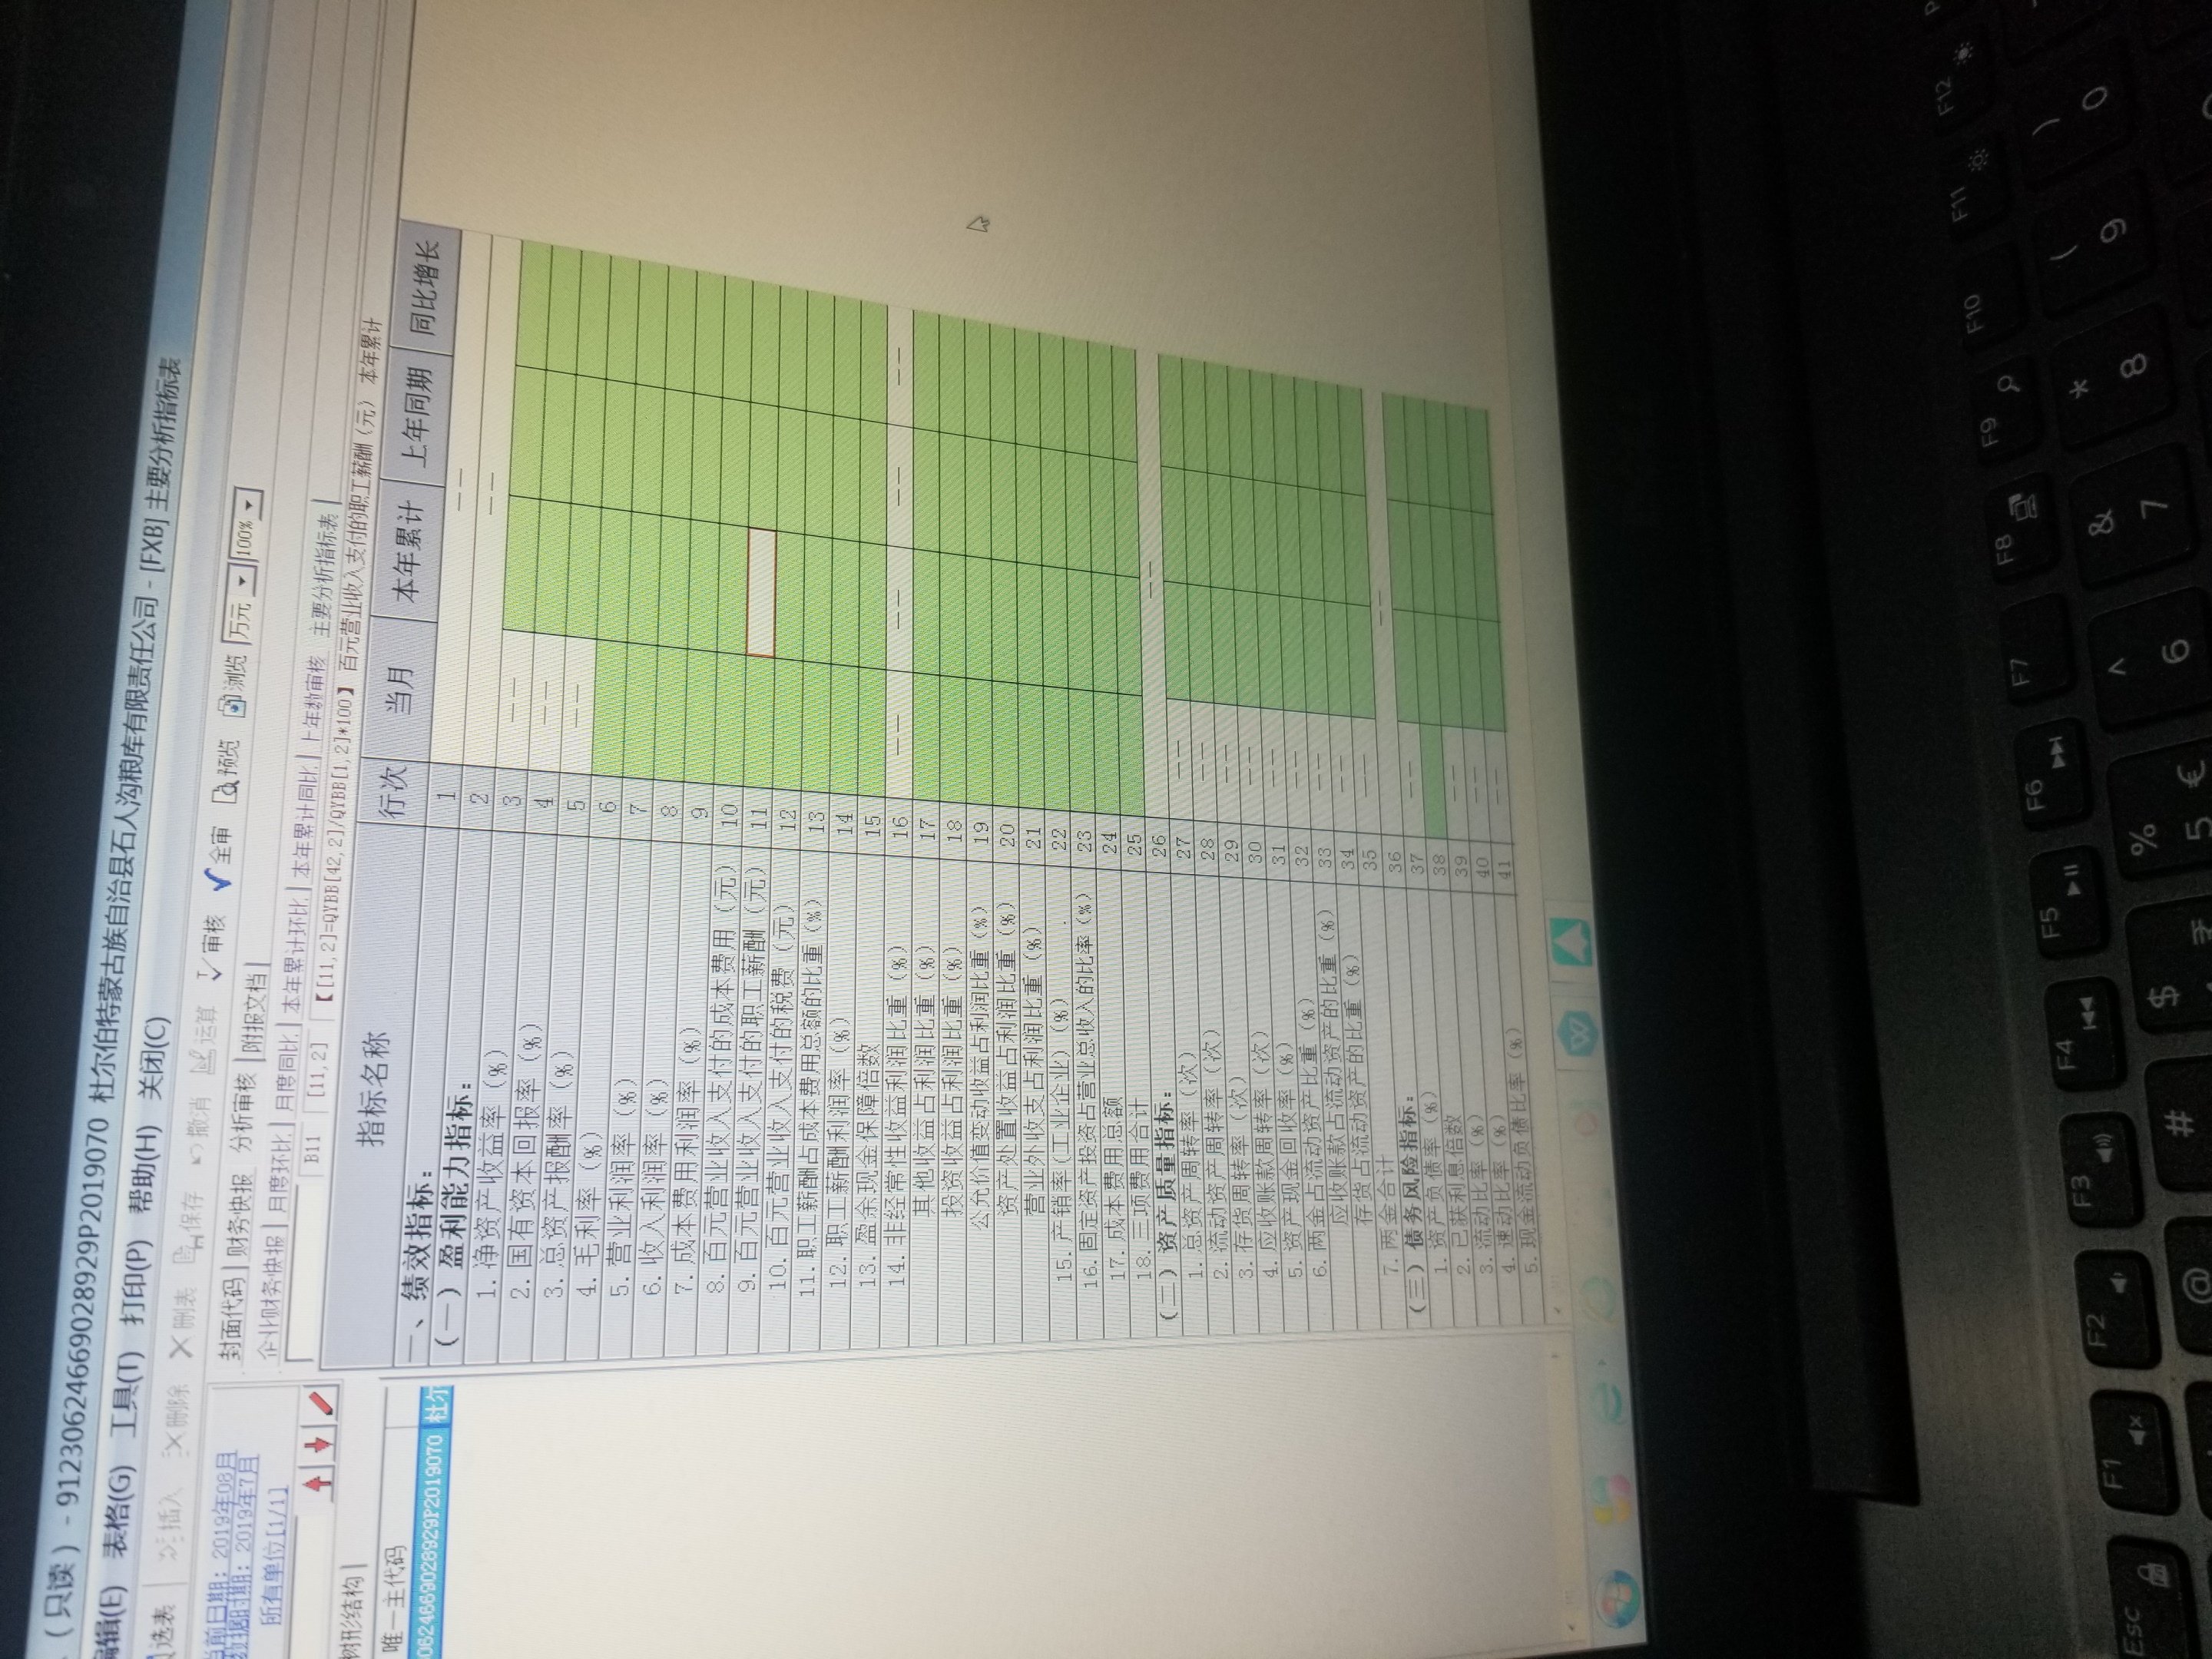 （只读） - 91230624669028929P2019070 杜尔伯特蒙古族自治县石人沟粮库有限责任公司 - [FXB] 主要分析指标表
编辑(E) 表格(G) 工具(T) 打印(P) 帮助(H) 关闭(C)
选表 插入 删除 删表 保存 撤消 运算 审核 全审 预览 浏览 万元 100%
当前日期: 2019年08月
数据时期: 2019年7月
所有单位[1/1]
树形结构
唯一主代码
0624669028929P2019070 杜尔
封面代码 财务快报 分析审核 附报文档
企业财务快报 月度环比 月度同比 本年累计环比 本年累计同比 上年数审核 主要分析指标表
B11 [11,2] 【[11,2]=QYBB[42,2]/QYBB[1,2]*100】 百元营业收入支付的职工薪酬（元） 本年累计
指标名称 行次 当月 本年累计 上年同期 同比增长
一、绩效指标: 1 ——
（一）盈利能力指标: 2 ——
1.净资产收益率（%） 3 ——
2.国有资本回报率（%） 4 ——
3.总资产报酬率（%） 5 ——
4.毛利率（%） 6
5.营业利润率（%） 7
6.收入利润率（%） 8
7.成本费用利润率（%） 9
8.百元营业收入支付的成本费用（元） 10
9.百元营业收入支付的职工薪酬（元） 11
10.百元营业收入支付的税费（元） 12
11.职工薪酬占成本费用总额的比重（%） 13
12.职工薪酬利润率（%） 14
13.盈余现金保障倍数 15
14.非经常性收益利润比重（%） 16 —— —— —— ——
其他收益占利润比重（%） 17
投资收益占利润比重（%） 18
公允价值变动收益占利润比重（%） 19
资产处置收益占利润比重（%） 20
营业外收支占利润比重（%） 21
15.产销率(工业企业)（%） 22
16.固定资产投资占营业总收入的比率（%） 23
17.成本费用总额 24
18.三项费用合计 25
（二）资产质量指标: 26 ——
1.总资产周转率（次） 27 ——
2.流动资产周转率（次） 28 ——
3.存货周转率（次） 29 ——
4.应收账款周转率（次） 30 ——
5.资产现金回收率（%） 31 ——
6.两金占流动资产比重（%） 32 ——
应收账款占流动资产的比重（%） 33 ——
存货占流动资产的比重（%） 34 ——
7.两金合计 35
（三）债务风险指标: 36 ——
1.资产负债率（%） 37 ——
2.已获利息倍数 38
3.流动比率（%） 39 ——
4.速动比率（%） 40 ——
5.现金流动负债比率（%） 41 ——
Esc F1 F2 F3 F4 F5 F6 F7 F8 F9 F10 F11 F12
@ # $ ₹ % 5 € ^ 6 & 7 * 8 ( 9 ) 0